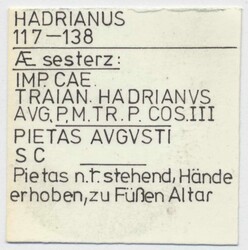 HADRIANUS
117–138
Æ sesterz:
IMP. CAE.
TRAIAN. HADRIANVS
AVG, P, M, TR. P. COS. III
PIETAS AVGVSTI
S C
Pietas n.r. stehend, Hände
erhoben, zu Füßen Altar